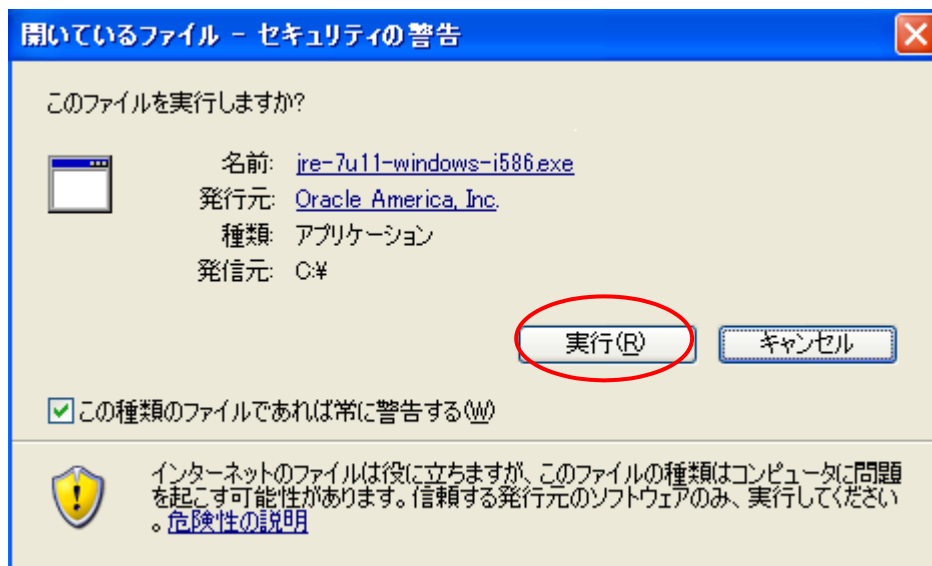 開いているファイル - セキュリティの警告
このファイルを実行しますか?
名前: jre-7u11-windows-i586.exe
発行元: Oracle America, Inc.
種類: アプリケーション
発信元: C:¥
実行(R) キャンセル
この種類のファイルであれば常に警告する(W)
インターネットのファイルは役に立ちますが、このファイルの種類はコンピュータに問題
を起こす可能性があります。信頼する発行元のソフトウェアのみ、実行してください
。危険性の説明